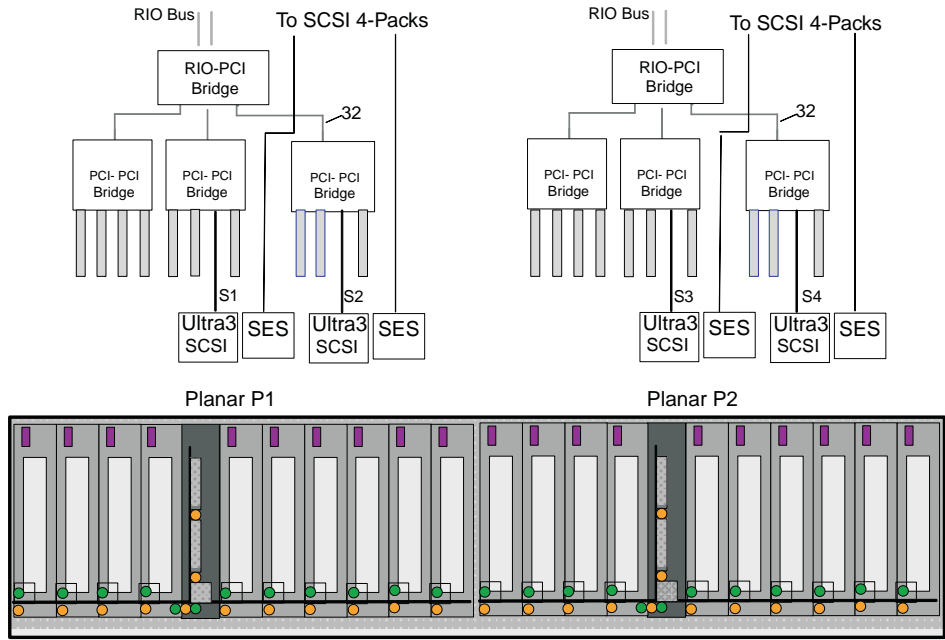 RIO Bus
To SCSI 4-Packs
RIO-PCI
Bridge
32
PCI- PCI
Bridge
PCI- PCI
Bridge
PCI- PCI
Bridge
S1
S2
Ultra3
SCSI
SES
Ultra3
SCSI
SES
RIO Bus
To SCSI 4-Packs
RIO-PCI
Bridge
32
PCI- PCI
Bridge
PCI- PCI
Bridge
PCI- PCI
Bridge
S3
S4
Ultra3
SCSI
SES
Ultra3
SCSI
SES
Planar P1
Planar P2